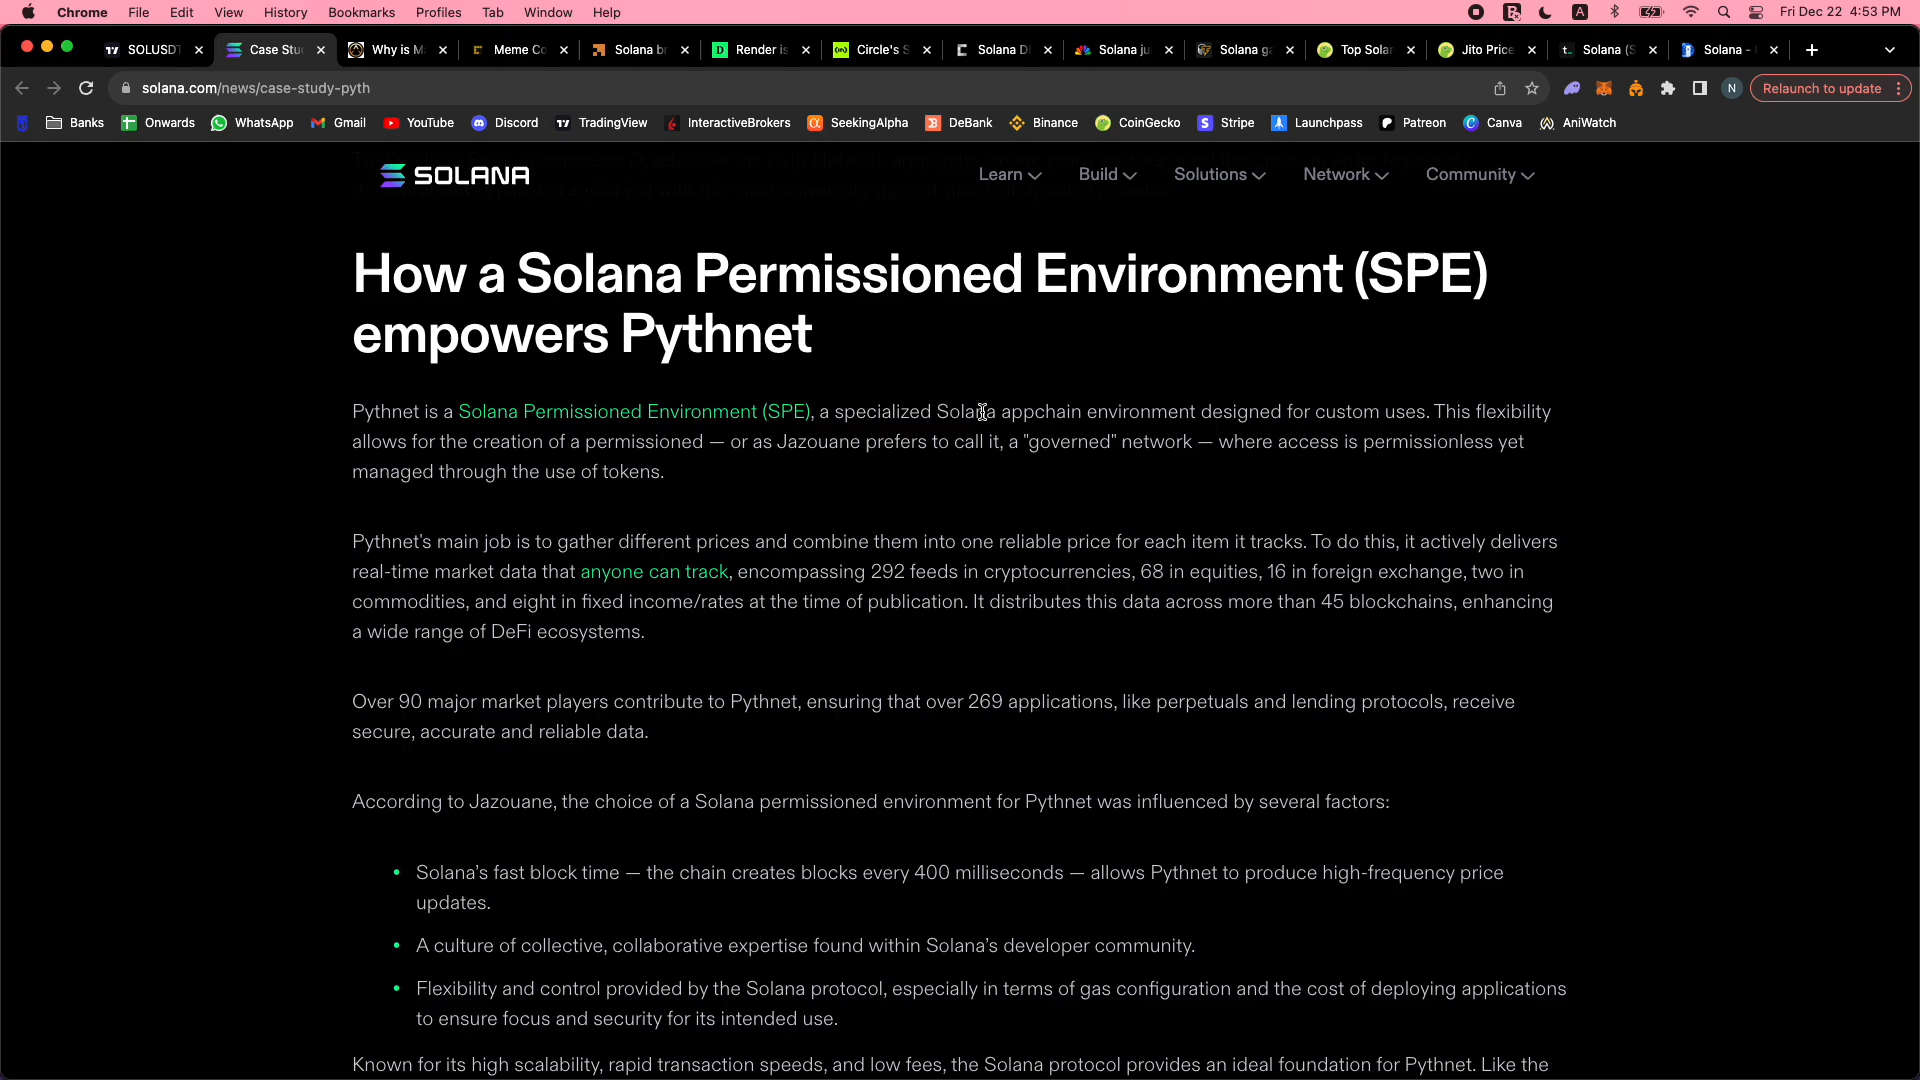 Chrome File Edit View History Bookmarks Profiles Tab Window Help
A Fri Dec 22 4:53 PM
SOLUSDT Case Stu Why is M Meme Co Solana br Render is Circle's S Solana D Solana ju Solana ga Top Solar Jito Price Solana (S Solana -
solana.com/news/case-study-pyth N Relaunch to update
Banks Onwards WhatsApp Gmail YouTube Discord TradingView InteractiveBrokers SeekingAlpha DeBank Binance CoinGecko Stripe Launchpass Patreon Canva AniWatch
SOLANA Learn Build Solutions Network Community
How a Solana Permissioned Environment (SPE)
empowers Pythnet
Pythnet is a Solana Permissioned Environment (SPE), a specialized Solana appchain environment designed for custom uses. This flexibility
allows for the creation of a permissioned — or as Jazouane prefers to call it, a "governed" network — where access is permissionless yet
managed through the use of tokens.
Pythnet's main job is to gather different prices and combine them into one reliable price for each item it tracks. To do this, it actively delivers
real-time market data that anyone can track, encompassing 292 feeds in cryptocurrencies, 68 in equities, 16 in foreign exchange, two in
commodities, and eight in fixed income/rates at the time of publication. It distributes this data across more than 45 blockchains, enhancing
a wide range of DeFi ecosystems.
Over 90 major market players contribute to Pythnet, ensuring that over 269 applications, like perpetuals and lending protocols, receive
secure, accurate and reliable data.
According to Jazouane, the choice of a Solana permissioned environment for Pythnet was influenced by several factors:
• Solana's fast block time — the chain creates blocks every 400 milliseconds — allows Pythnet to produce high-frequency price
updates.
• A culture of collective, collaborative expertise found within Solana's developer community.
• Flexibility and control provided by the Solana protocol, especially in terms of gas configuration and the cost of deploying applications
to ensure focus and security for its intended use.
Known for its high scalability, rapid transaction speeds, and low fees, the Solana protocol provides an ideal foundation for Pythnet. Like the